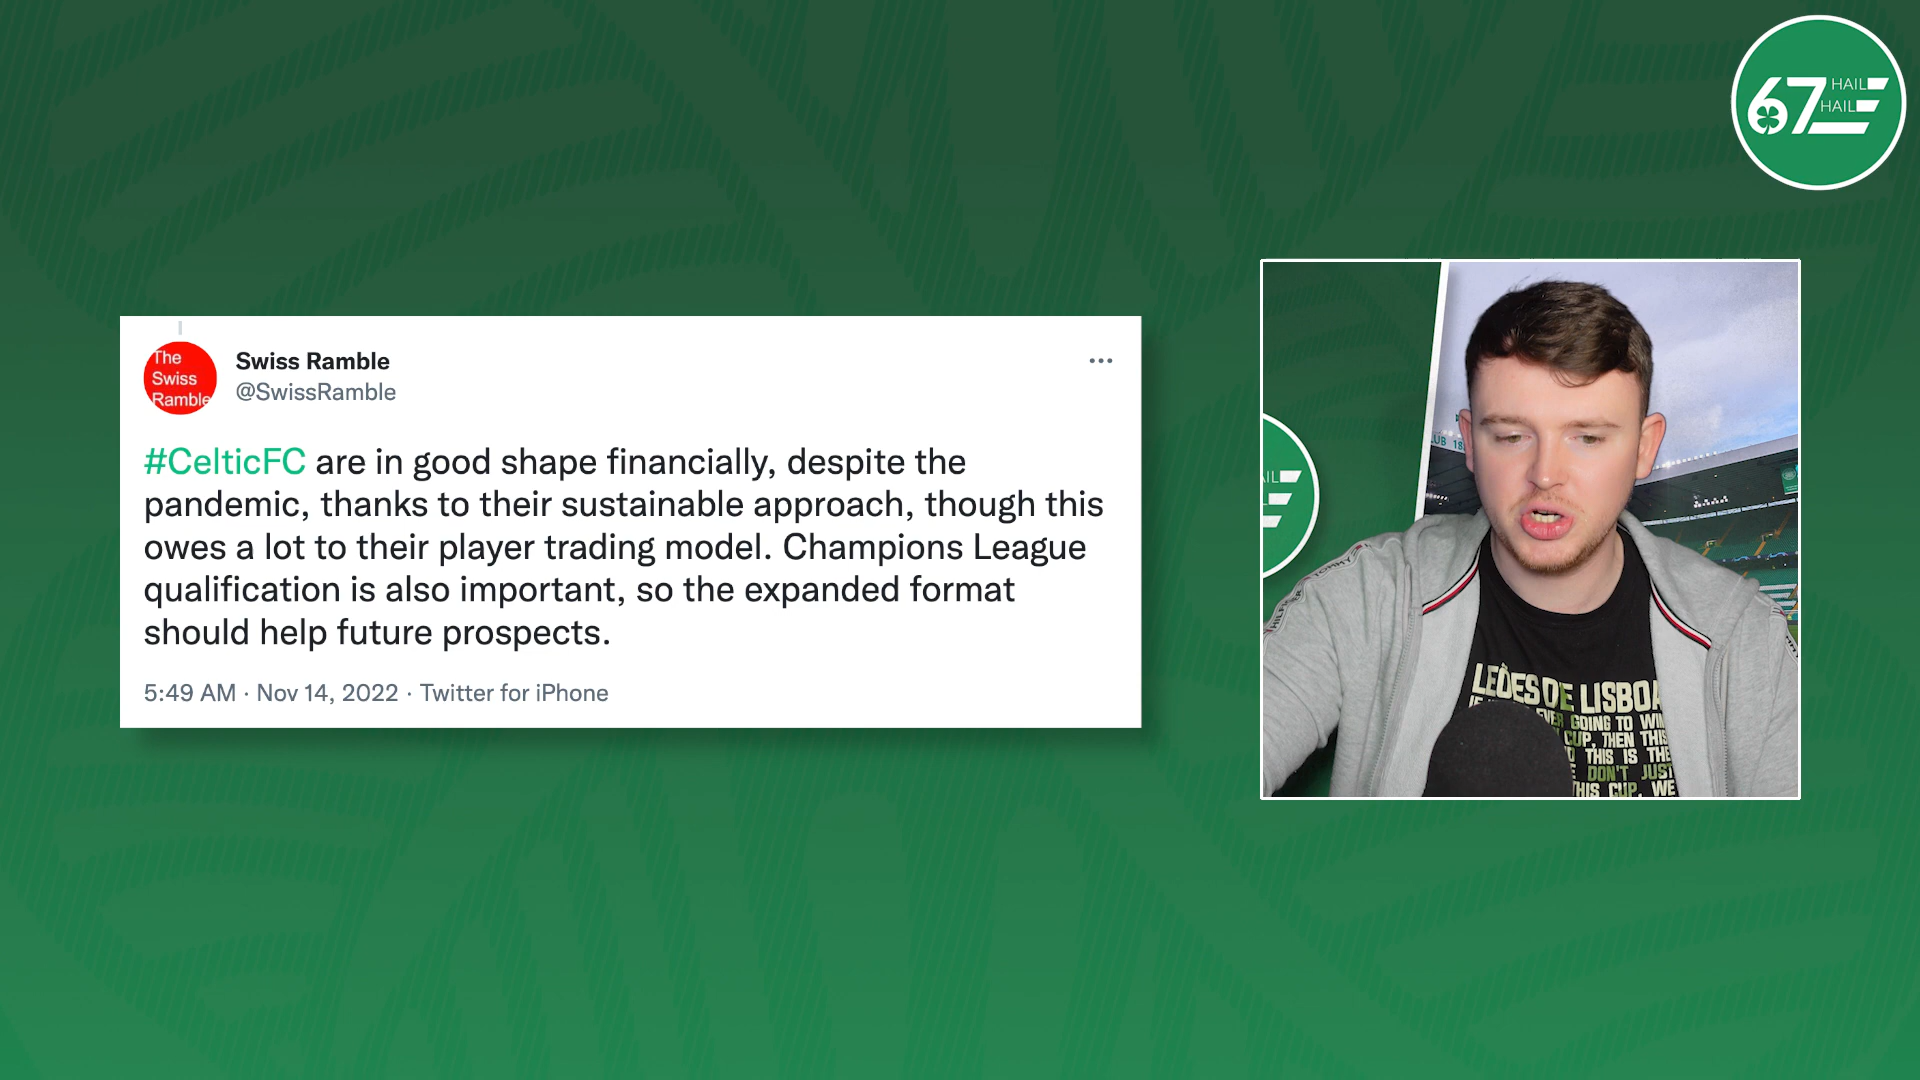 67 HAIL
HAIL
The
Swiss
Ramble
Swiss Ramble
@SwissRamble
#CelticFC are in good shape financially, despite the
pandemic, thanks to their sustainable approach, though this
owes a lot to their player trading model. Champions League
qualification is also important, so the expanded format
should help future prospects.
5:49 AM · Nov 14, 2022 · Twitter for iPhone
LEÕES DE LISBOA
GOING TO WIN
CUP, THEN THIS
THIS IS THE
DON'T JUST
THIS CUP, WE